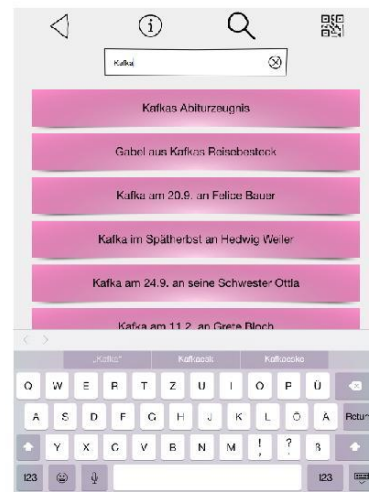 Kafka
Kafkas Abiturzeugnis
Gabel aus Kafkas Reisebesteck
Kafka am 20.9. an Felice Bauer
Kafka im Spätherbst an Hedwig Weiler
Kafka am 24.9. an seine Schwester Ottla
Kafka am 11.2. an Grete Bloch
„Kafka“ Kafkaesk Kafkaeske
Q W E R T Z U I O P Ü
A S D F G H J K L Ö Ä Return
Y X C V B N M ! , ? . ß
123 123